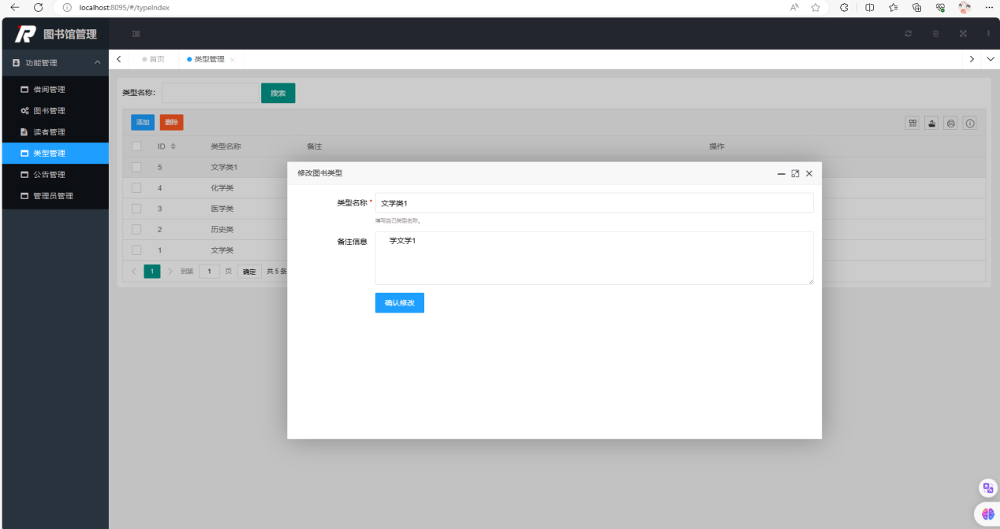 localhost:8095/#/typeIndex
图书馆管理
功能管理
借阅管理
图书管理
读者管理
类型管理
公告管理
管理员管理
首页
类型管理
类型名称:
搜索
添加 删除
ID 类型名称 备注 操作
5 文学类1
4 化学类
3 医学类
2 历史类
1 文学类
1 到第 1 页 确定 共 5 条
修改图书类型
类型名称 * 文学类1
填写自己类型名称。
备注信息 学文学1
确认修改